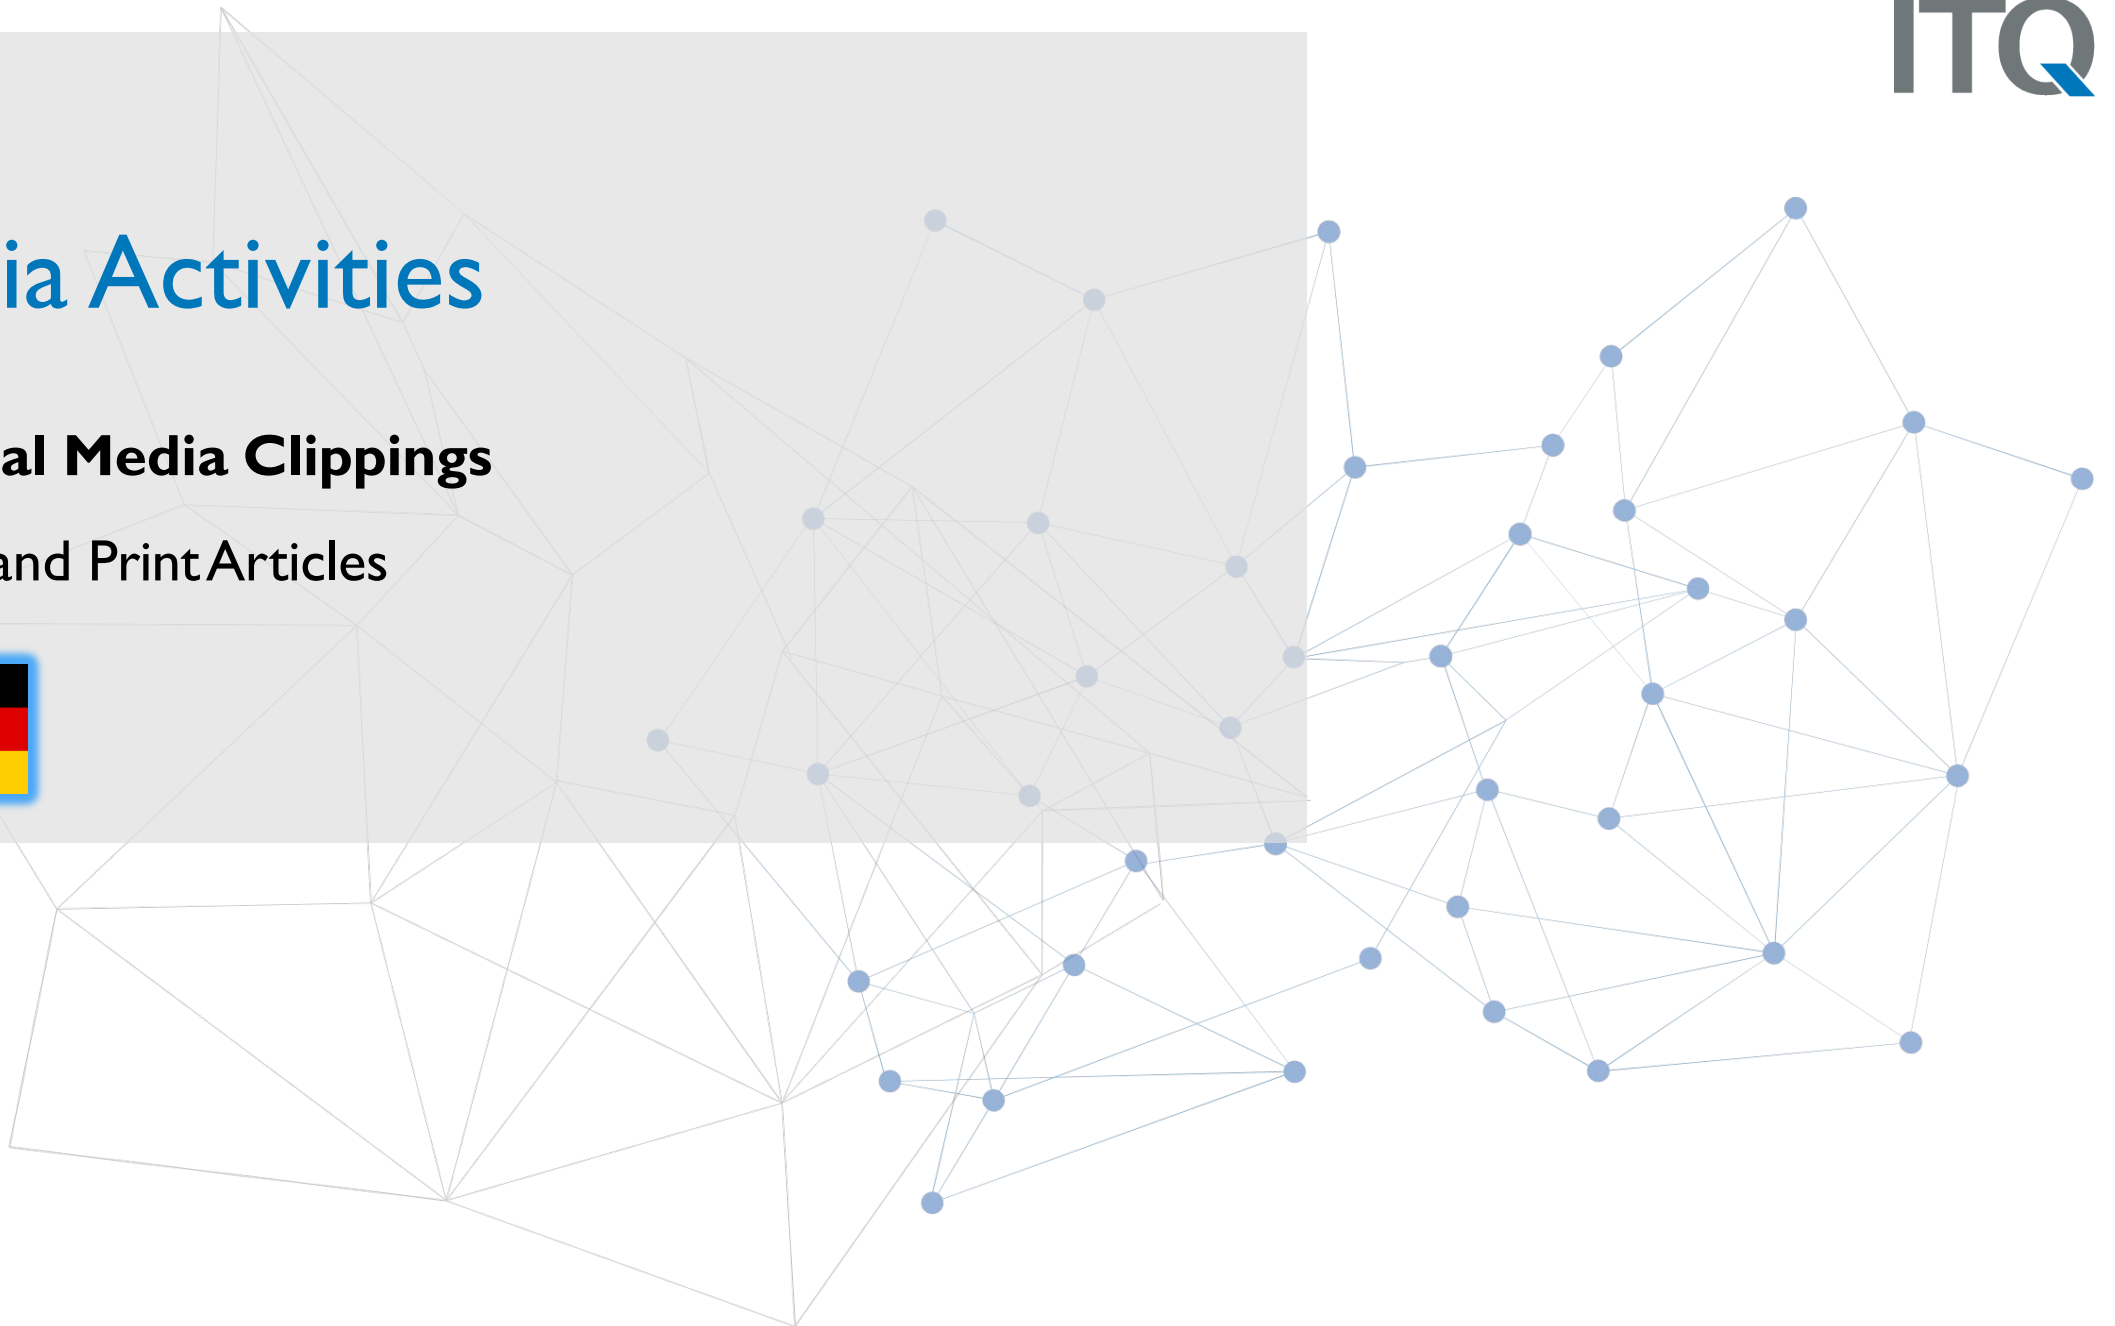 ITQ
ia Activities
al Media Clippings
and Print Articles